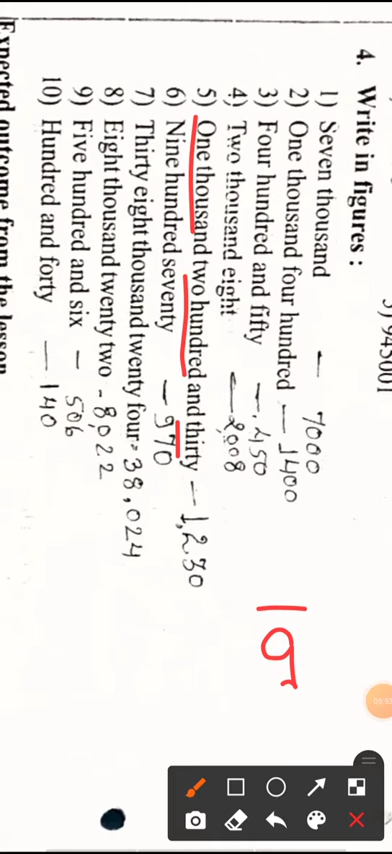 5) 945001
4. Write in figures :
1) Seven thousand — 7000
2) One thousand four hundred — 1400
3) Four hundred and fifty — 450
4) Two thousand eight — 2,008
5) One thousand two hundred and thirty — 1,230
6) Nine hundred seventy — 970
7) Thirty eight thousand twenty four = 38,024
8) Eight thousand twenty two - 8,022
9) Five hundred and six - 506
10) Hundred and forty — 140
Expected outcome from the lesson